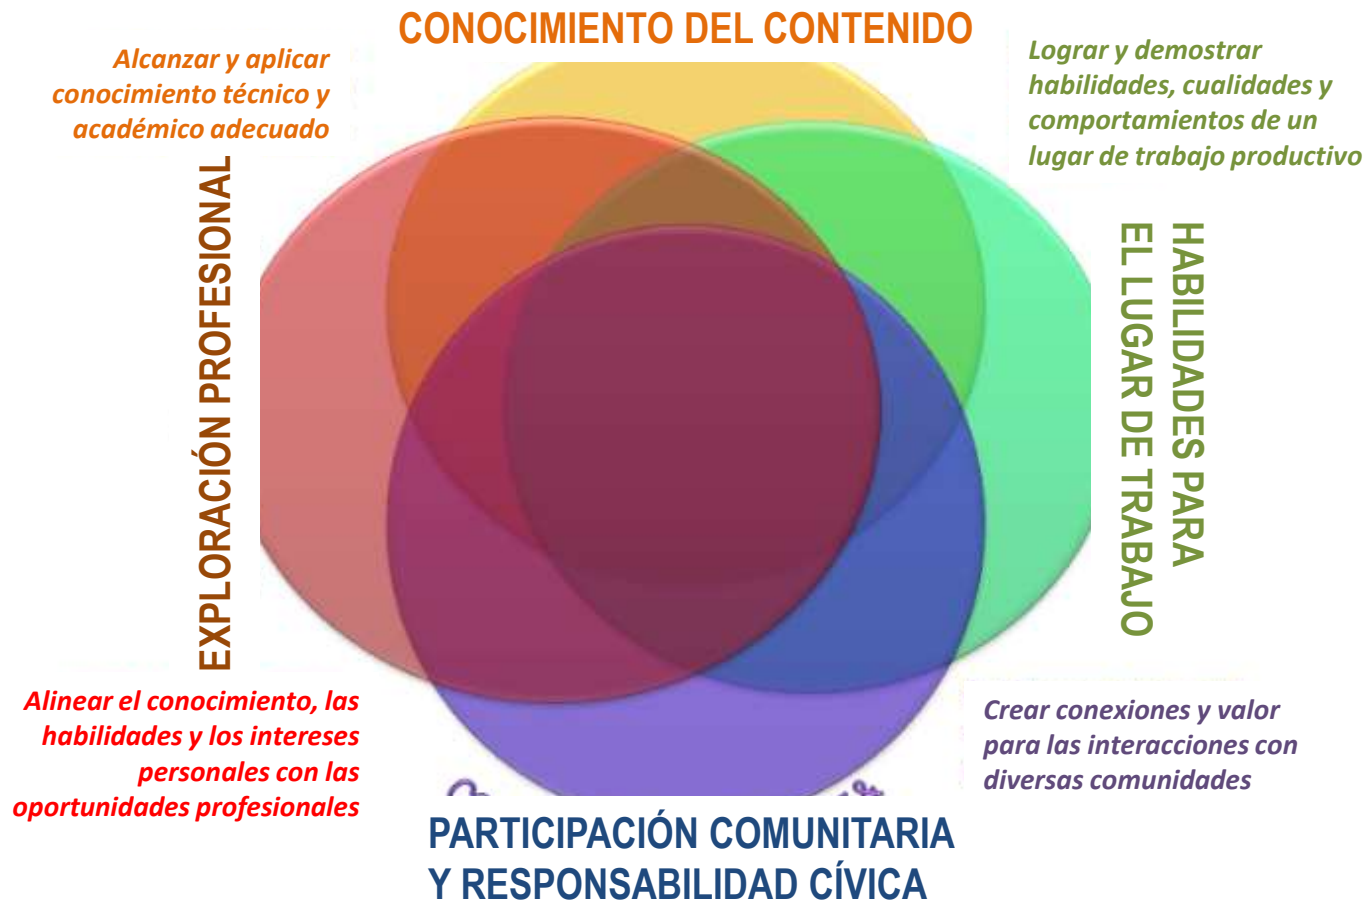 CONOCIMIENTO DEL CONTENIDO
Alcanzar y aplicar
conocimiento técnico y
académico adecuado
Lograr y demostrar
habilidades, cualidades y
comportamientos de un
lugar de trabajo productivo
EXPLORACIÓN PROFESIONAL
HABILIDADES PARA
EL LUGAR DE TRABAJO
Alinear el conocimiento, las
habilidades y los intereses
personales con las
oportunidades profesionales
Crear conexiones y valor
para las interacciones con
diversas comunidades
PARTICIPACIÓN COMUNITARIA
Y RESPONSABILIDAD CÍVICA